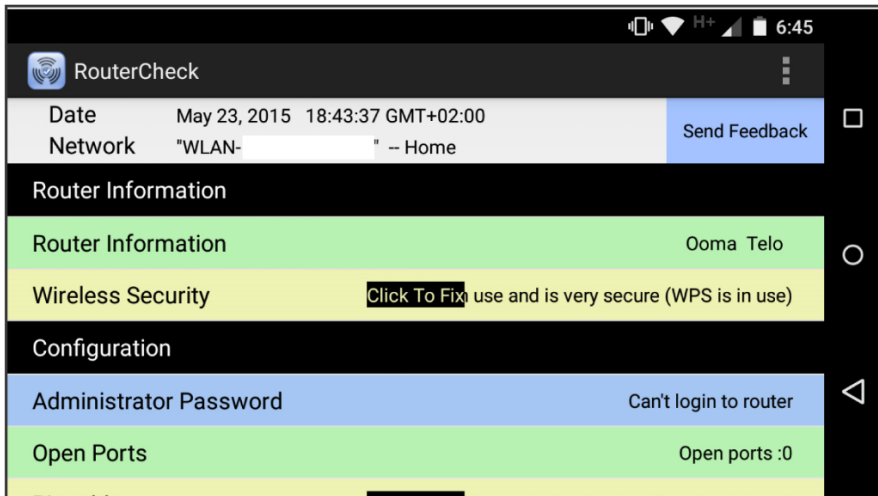 H+ 6:45
RouterCheck
Date May 23, 2015 18:43:37 GMT+02:00
Network "WLAN- " -- Home
Send Feedback
Router Information
Router Information Ooma Telo
Wireless Security Click To Fix use and is very secure (WPS is in use)
Configuration
Administrator Password Can't login to router
Open Ports Open ports :0